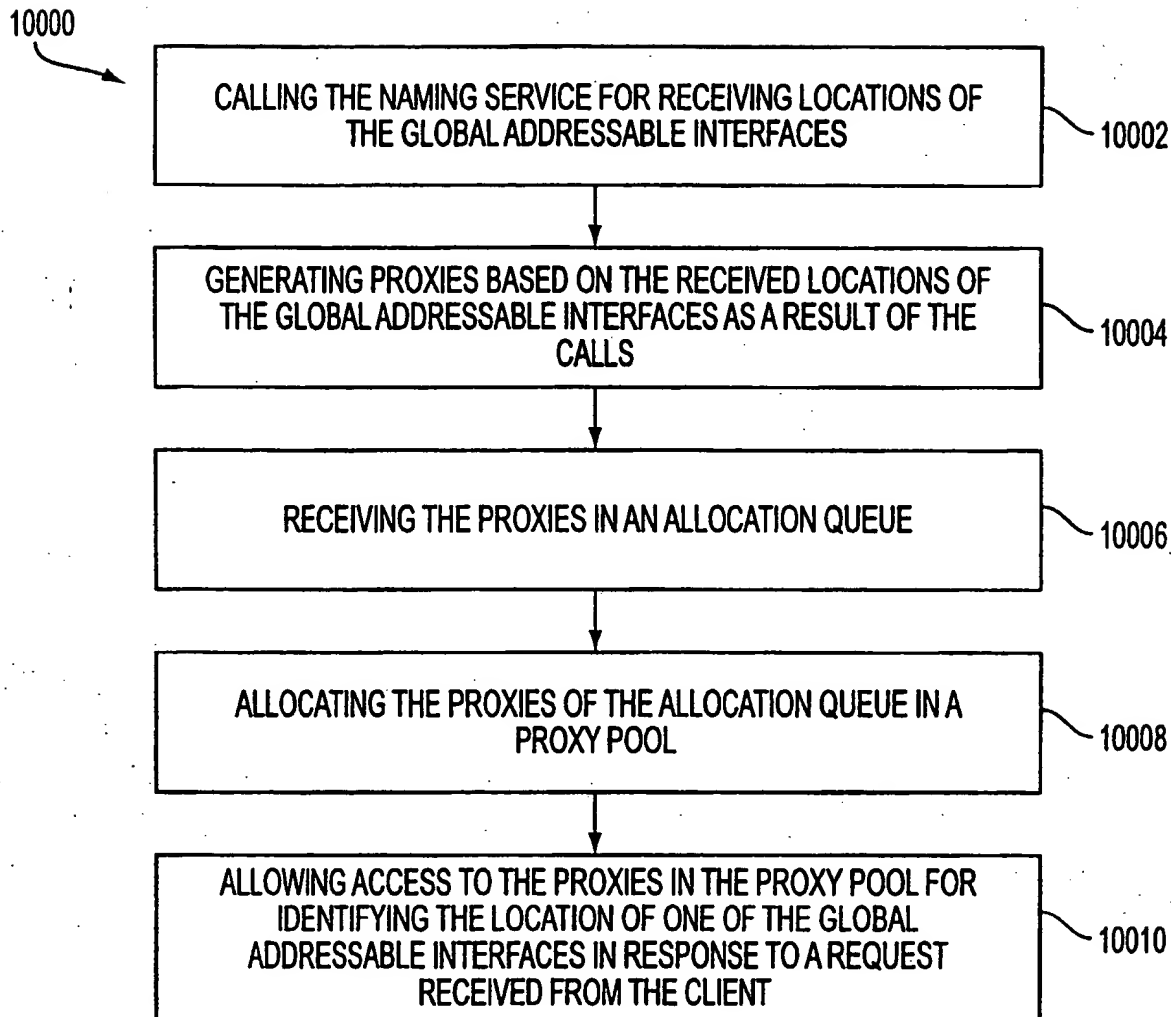 10000
CALLING THE NAMING SERVICE FOR RECEIVING LOCATIONS OF
THE GLOBAL ADDRESSABLE INTERFACES
10002
GENERATING PROXIES BASED ON THE RECEIVED LOCATIONS OF
THE GLOBAL ADDRESSABLE INTERFACES AS A RESULT OF THE
CALLS
10004
RECEIVING THE PROXIES IN AN ALLOCATION QUEUE
10006
ALLOCATING THE PROXIES OF THE ALLOCATION QUEUE IN A
PROXY POOL
10008
ALLOWING ACCESS TO THE PROXIES IN THE PROXY POOL FOR
IDENTIFYING THE LOCATION OF ONE OF THE GLOBAL
ADDRESSABLE INTERFACES IN RESPONSE TO A REQUEST
RECEIVED FROM THE CLIENT
10010